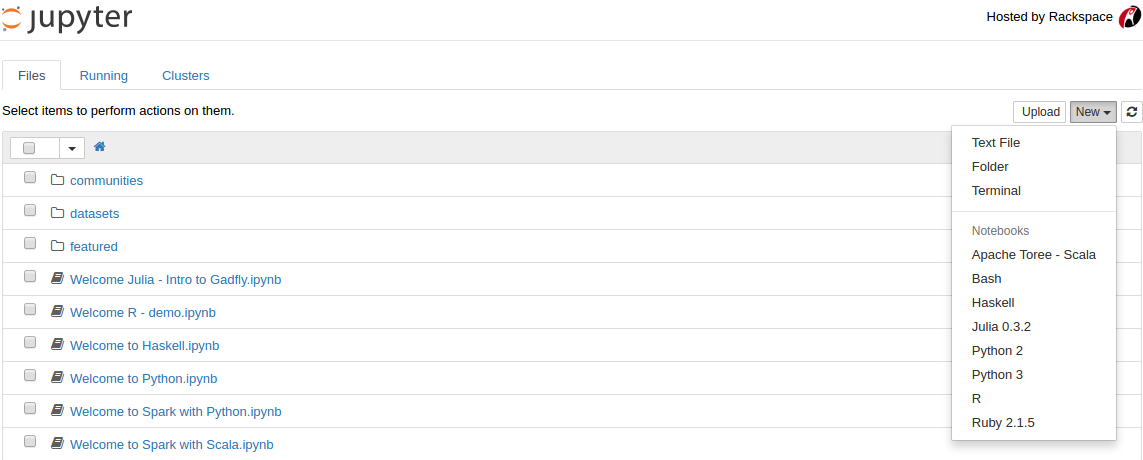 jupyter
Hosted by Rackspace
Files Running Clusters
Select items to perform actions on them.
Upload New
Text File
Folder
Terminal
Notebooks
Apache Toree - Scala
Bash
Haskell
Julia 0.3.2
Python 2
Python 3
R
Ruby 2.1.5
communities
datasets
featured
Welcome Julia - Intro to Gadfly.ipynb
Welcome R - demo.ipynb
Welcome to Haskell.ipynb
Welcome to Python.ipynb
Welcome to Spark with Python.ipynb
Welcome to Spark with Scala.ipynb